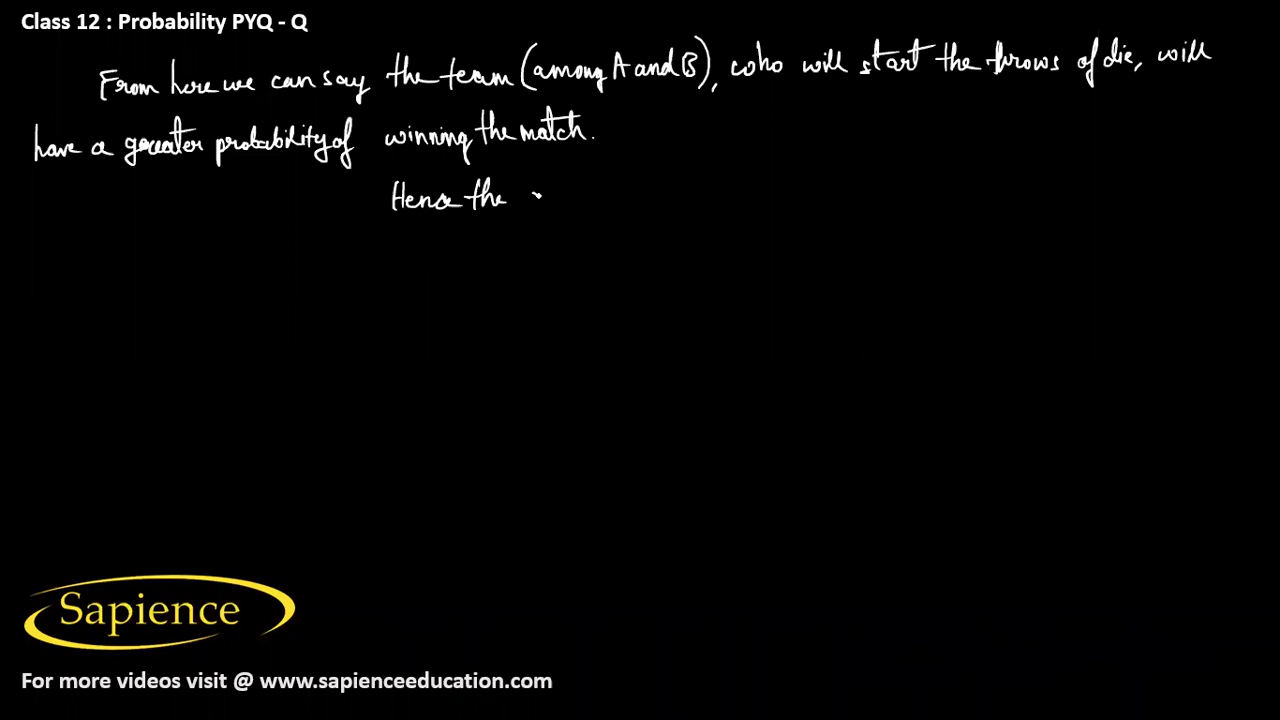 Class 12 : Probability PYQ - Q
From here we can say the team (among A and B), who will start the throws of die, will
have a greater probability of winning the match.
Hence the
Sapience
For more videos visit @ www.sapienceeducation.com